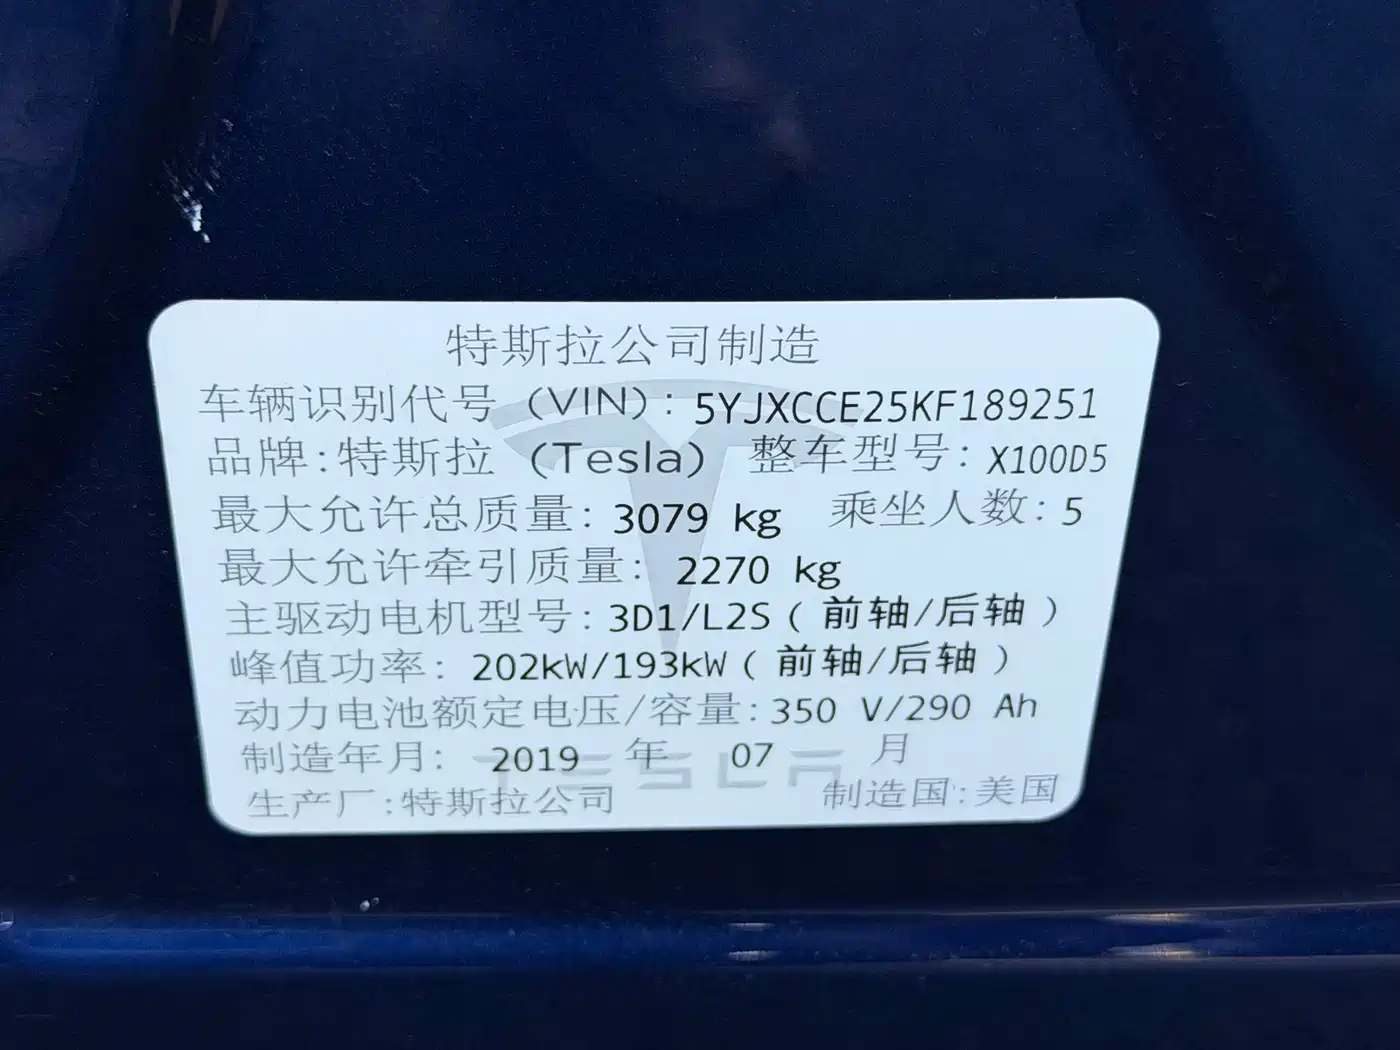 特斯拉公司制造
车辆识别代号 (VIN): 5YJXCCE25KF189251
品牌:特斯拉 (Tesla) 整车型号: X100D5
最大允许总质量: 3079 kg 乘坐人数: 5
最大允许牵引质量: 2270 kg
主驱动电机型号: 3D1/L2S ( 前轴/后轴 )
峰值功率: 202kW/193kW ( 前轴/后轴 )
动力电池额定电压/容量: 350 V/290 Ah
制造年月: 2019 年 07 月
TESLA
生产厂:特斯拉公司 制造国:美国